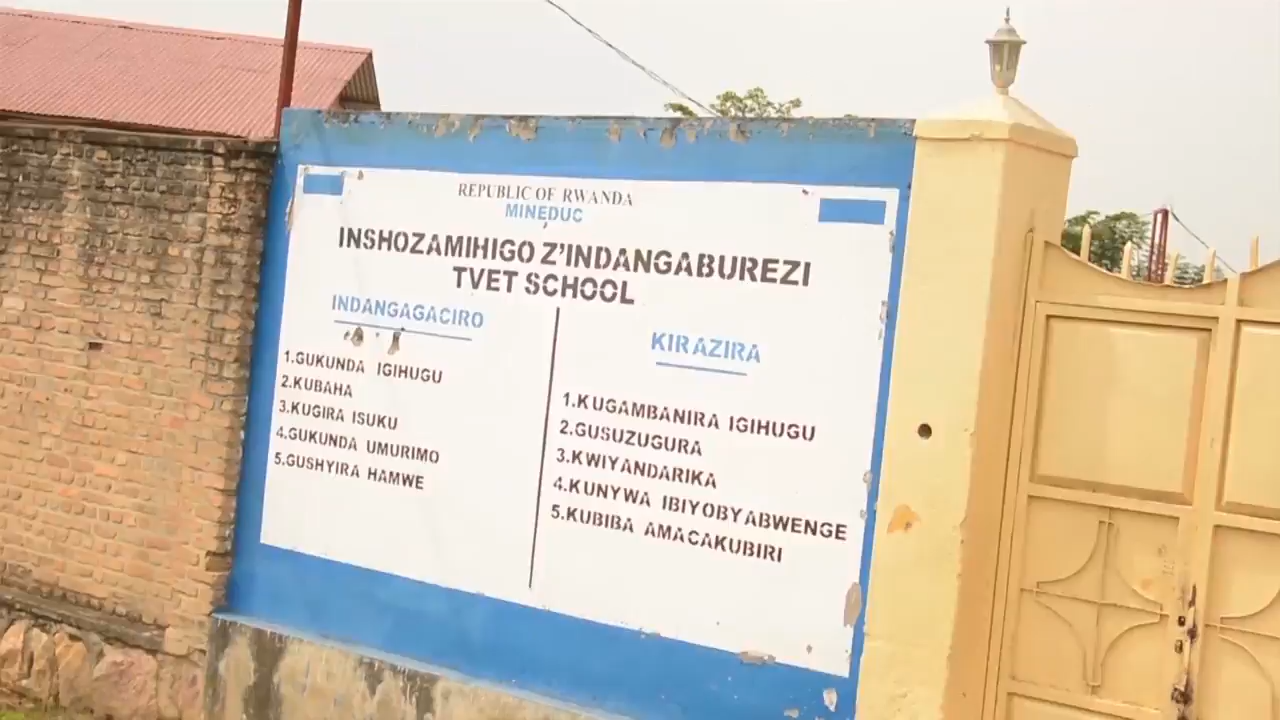 REPUBLIC OF RWANDA
MINEDUC
INSHOZAMIHIGO Z'INDANGABUREZI
TVET SCHOOL
INDANGAGACIRO
1.GUKUNDA IGIHUGU
2.KUBAHA
3.KUGIRA ISUKU
4.GUKUNDA UMURIMO
5.GUSHYIRA HAMWE
KIRAZIRA
1.KUGAMBANIRA IGIHUGU
2.GUSUZUGURA
3.KWIYANDARIKA
4.KUNYWA IBIYOBYABWENGE
5.KUBIBA AMACAKUBIRI